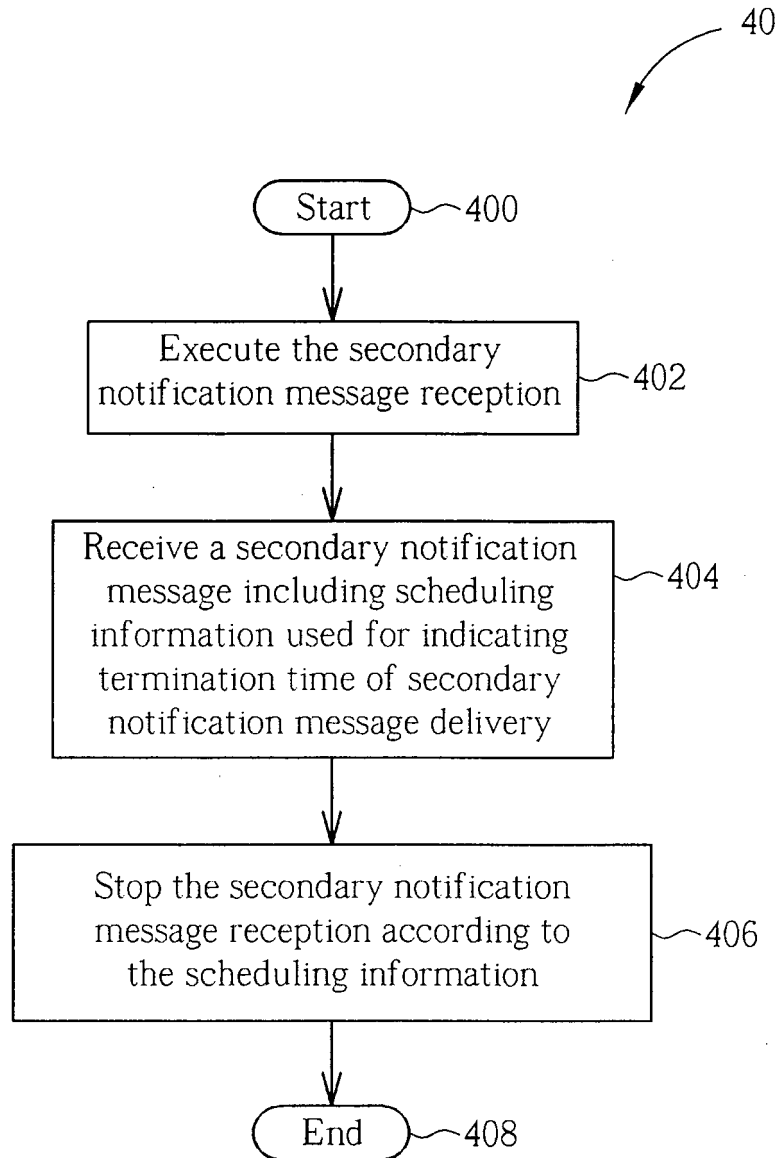 40
Start
400
Execute the secondary
notification message reception
402
Receive a secondary notification
message including scheduling
information used for indicating
termination time of secondary
notification message delivery
404
Stop the secondary notification
message reception according to
the scheduling information
406
End
408